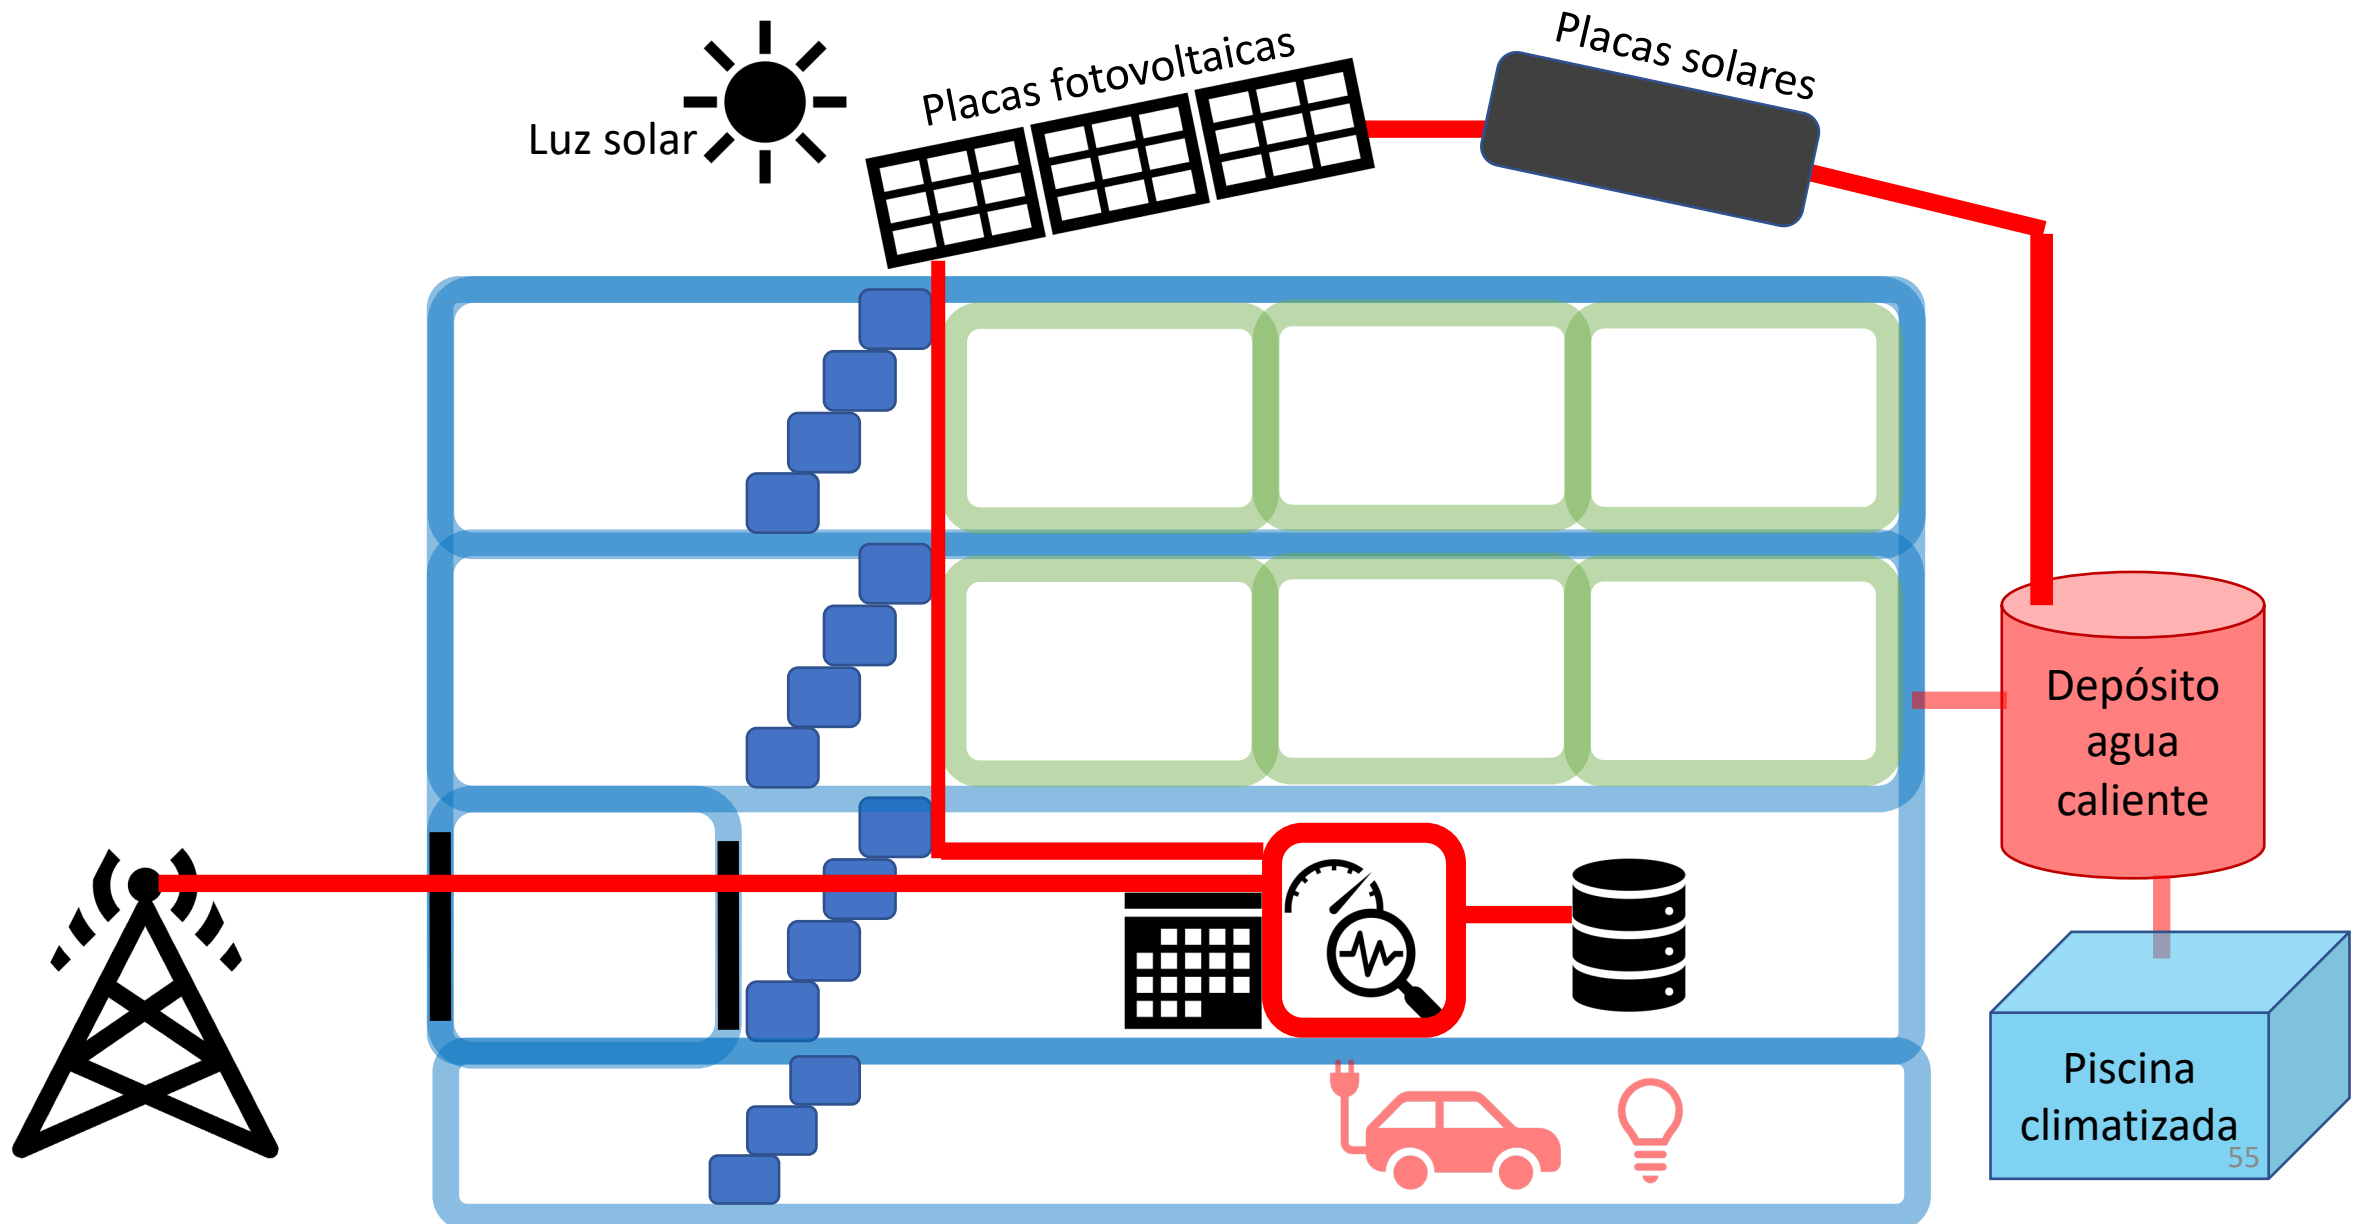 Luz solar
Placas fotovoltaicas
Placas solares
Depósito
agua
caliente
Piscina
climatizada
55